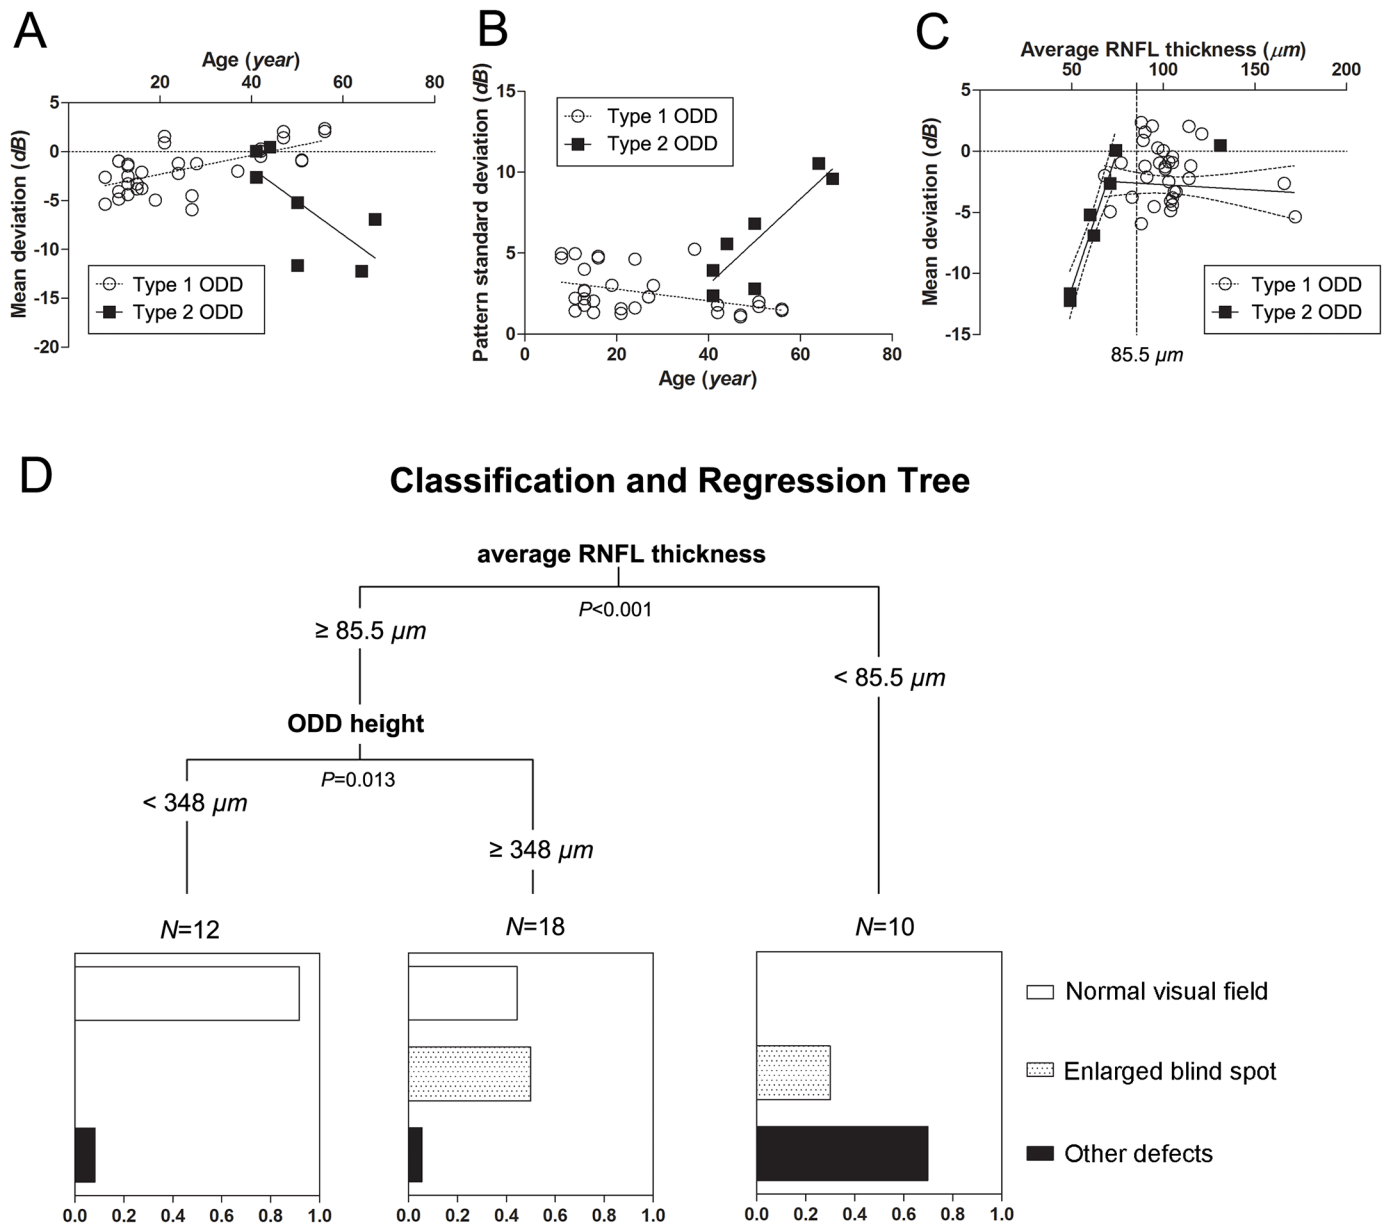 A
Age (year)
20 40 60 80
5
0
-5
-10
-15
-20
Mean deviation (dB)
Type 1 ODD
Type 2 ODD
B
Pattern standard deviation (dB)
15
10
5
0
Type 1 ODD
Type 2 ODD
0 20 40 60 80
Age (year)
C
Average RNFL thickness (µm)
50 100 150 200
5
0
-5
-10
-15
Mean deviation (dB)
Type 1 ODD
Type 2 ODD
85.5 µm
D
Classification and Regression Tree
average RNFL thickness
P<0.001
≥ 85.5 µm
< 85.5 µm
ODD height
P=0.013
< 348 µm
≥ 348 µm
N=12
N=18
N=10
0.0 0.2 0.4 0.6 0.8 1.0
0.0 0.2 0.4 0.6 0.8 1.0
0.0 0.2 0.4 0.6 0.8 1.0
Normal visual field
Enlarged blind spot
Other defects